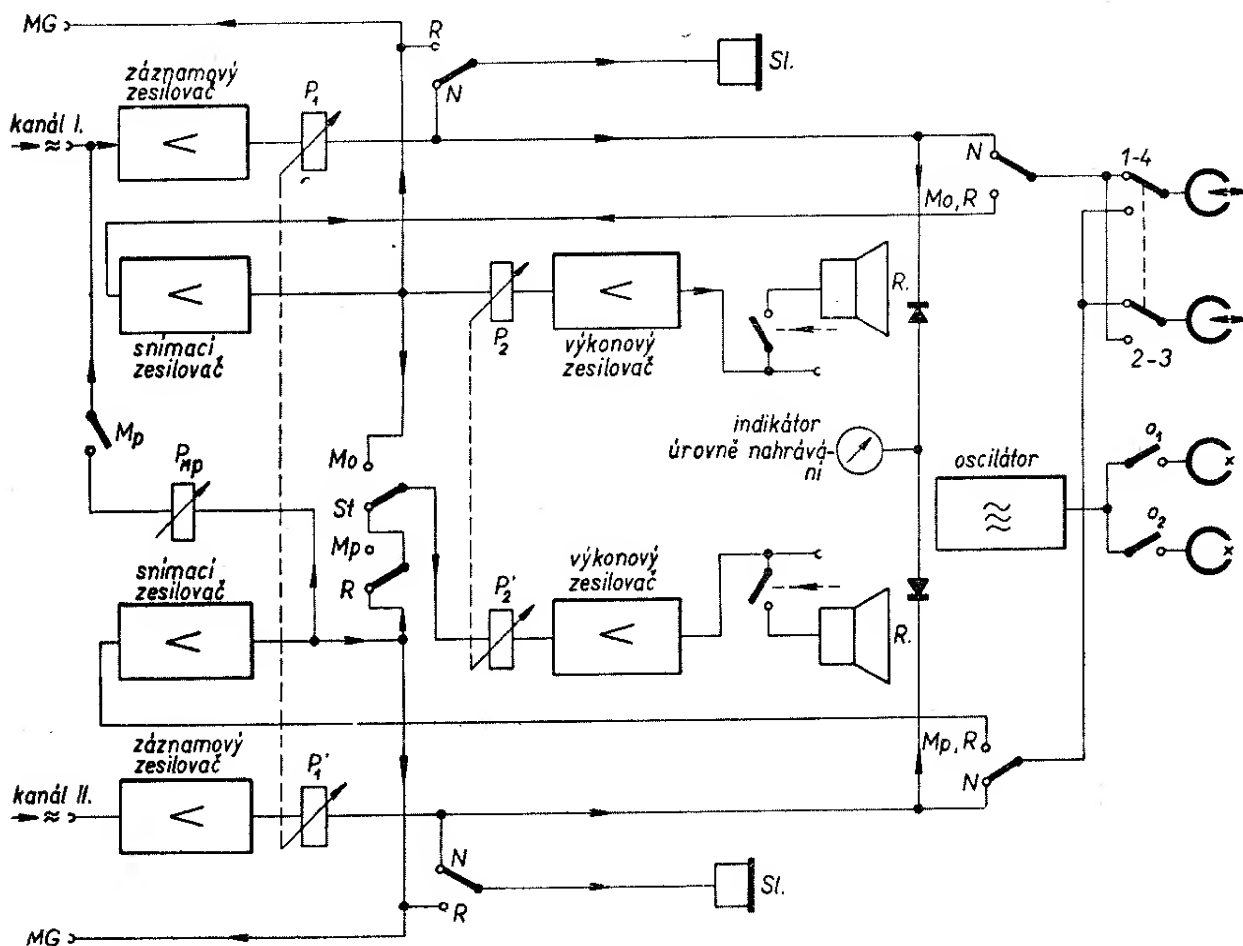 MG
R
záznamový
zesilovač
P1
N
Sl.
kanál I.
N
1-4
Mo, R
snímací
zesilovač
P2
výkonový
zesilovač
R.
2-3
Mp
Pmp
Mo
St
Mp
R
indikátor
úrovně nahrává-
ní
oscilátor
o1
o2
snímací
zesilovač
P2'
výkonový
zesilovač
R.
záznamový
zesilovač
P1'
Mp, R
N
kanál II.
N
R
Sl.
MG